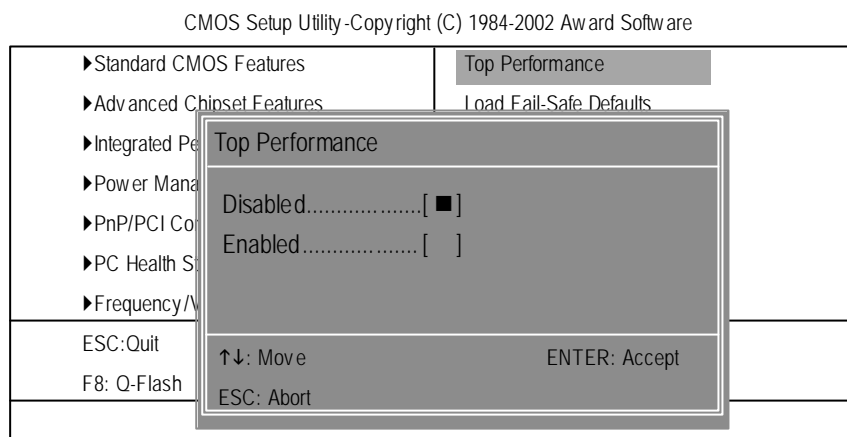 CMOS Setup Utility-Copyright (C) 1984-2002 Award Software
▶Standard CMOS Features
Top Performance
▶Advanced Chipset Features
Load Fail-Safe Defaults
▶Integrated Pe
▶Power Mana
▶PnP/PCI Co
▶PC Health S
▶Frequency/V
Top Performance
Disabled...................[ ■ ]
Enabled................... [   ]
↑↓: Move
ENTER: Accept
ESC: Abort
ESC:Quit
F8: Q-Flash